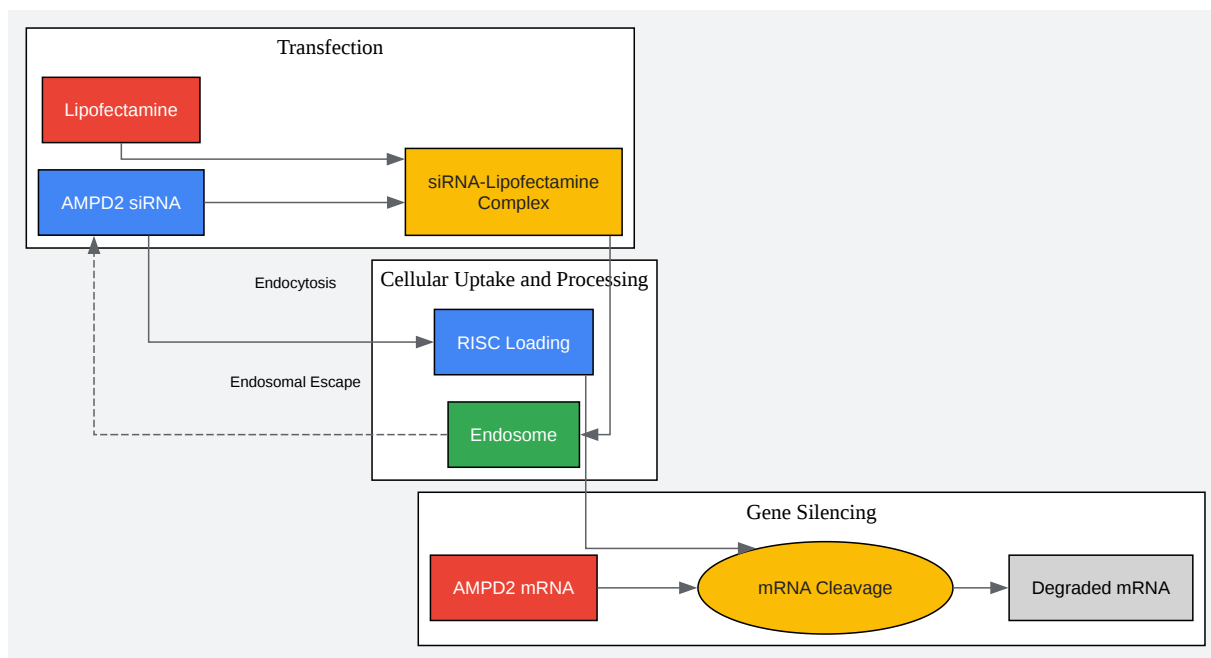 Transfection
Lipofectamine
AMPD2 siRNA
siRNA-Lipofectamine
Complex
Endocytosis
Cellular Uptake and Processing
RISC Loading
Endosomal Escape
Endosome
Gene Silencing
AMPD2 mRNA
mRNA Cleavage
Degraded mRNA